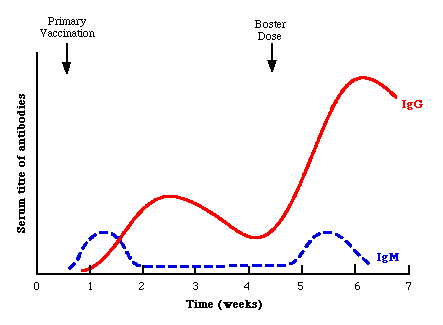 Primary
Vaccination
Boster
Dose
Serum titre of antibodies
IgG
IgM
0 1 2 3 4 5 6 7
Time (weeks)